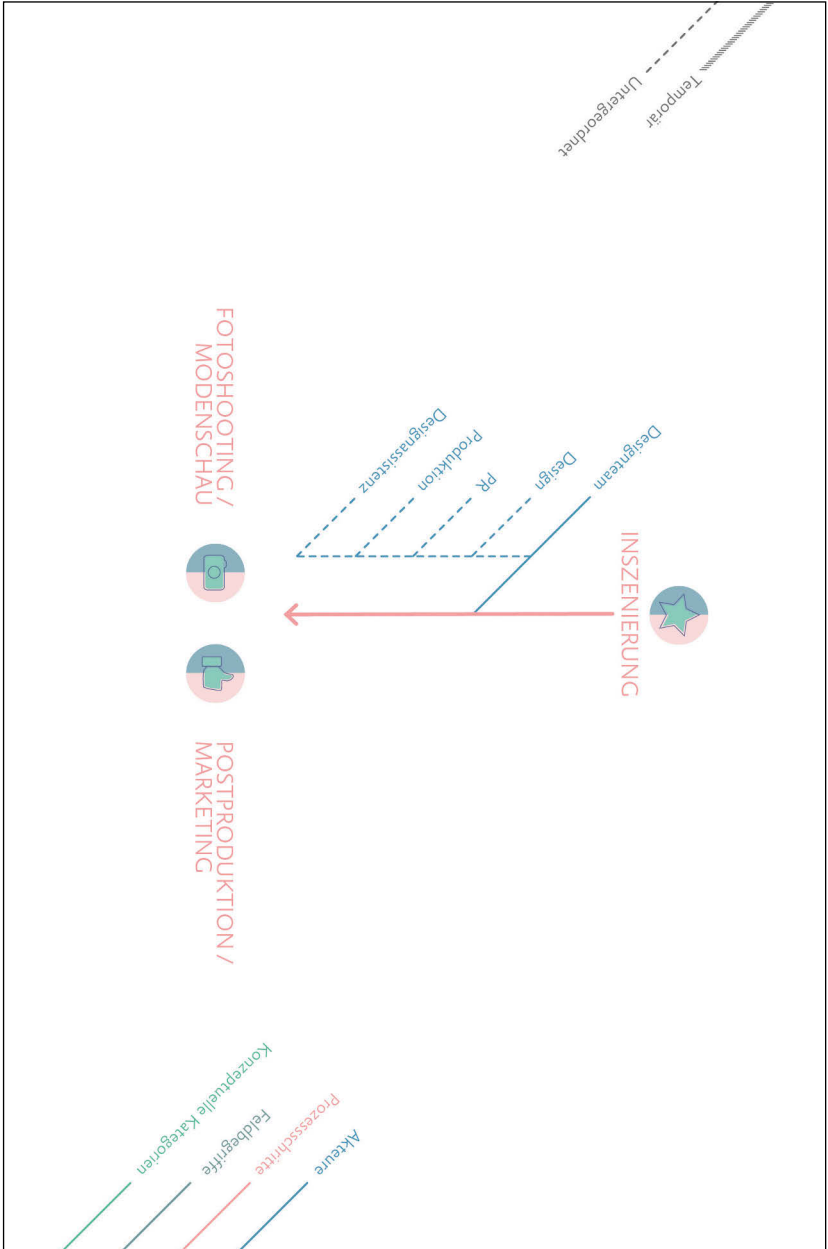 INSZENIERUNG
Designteam
Design
PR
Produktion
Designassistenz
FOTOSHOOTING /
MODENSCHAU
POSTPRODUKTION /
MARKETING
Temporär
Untergeordnet
Akteure
Prozessschritte
Feldbegriffe
Konzeptuelle Kategorien